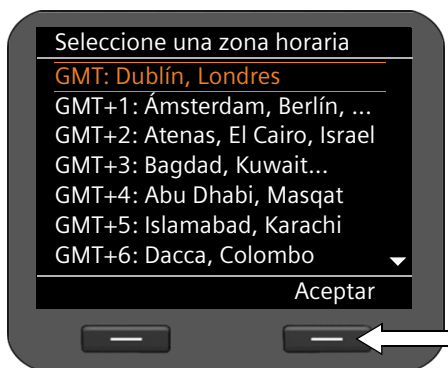 Seleccione una zona horaria
GMT: Dublín, Londres
GMT+1: Ámsterdam, Berlín, ...
GMT+2: Atenas, El Cairo, Israel
GMT+3: Bagdad, Kuwait...
GMT+4: Abu Dhabi, Masqat
GMT+5: Islamabad, Karachi
GMT+6: Dacca, Colombo
Aceptar